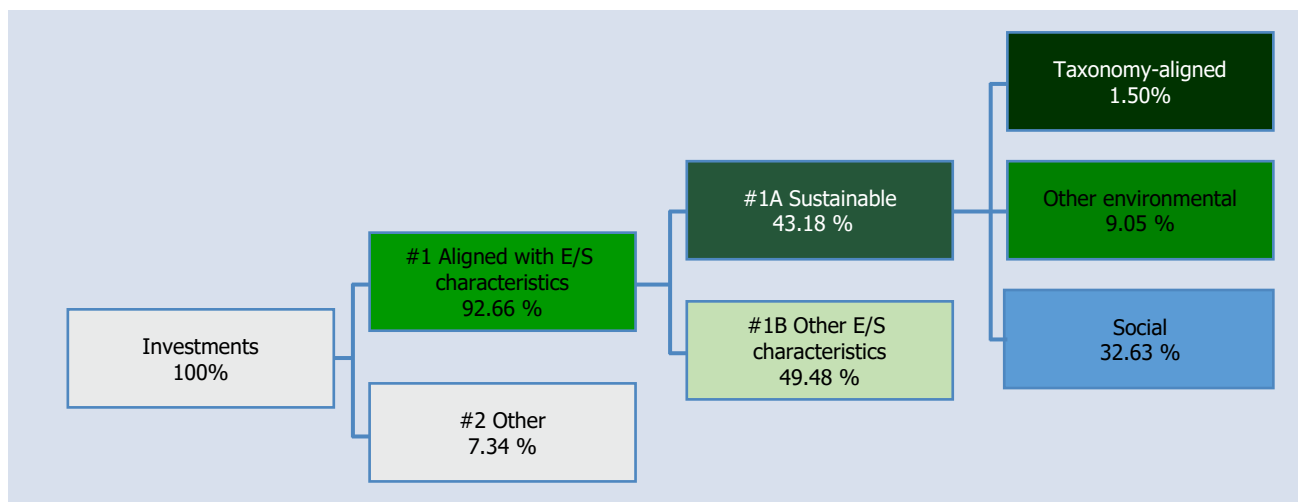 Investments
100%
#1 Aligned with E/S
characteristics
92.66 %
#2 Other
7.34 %
#1A Sustainable
43.18 %
#1B Other E/S
characteristics
49.48 %
Taxonomy-aligned
1.50%
Other environmental
9.05 %
Social
32.63 %